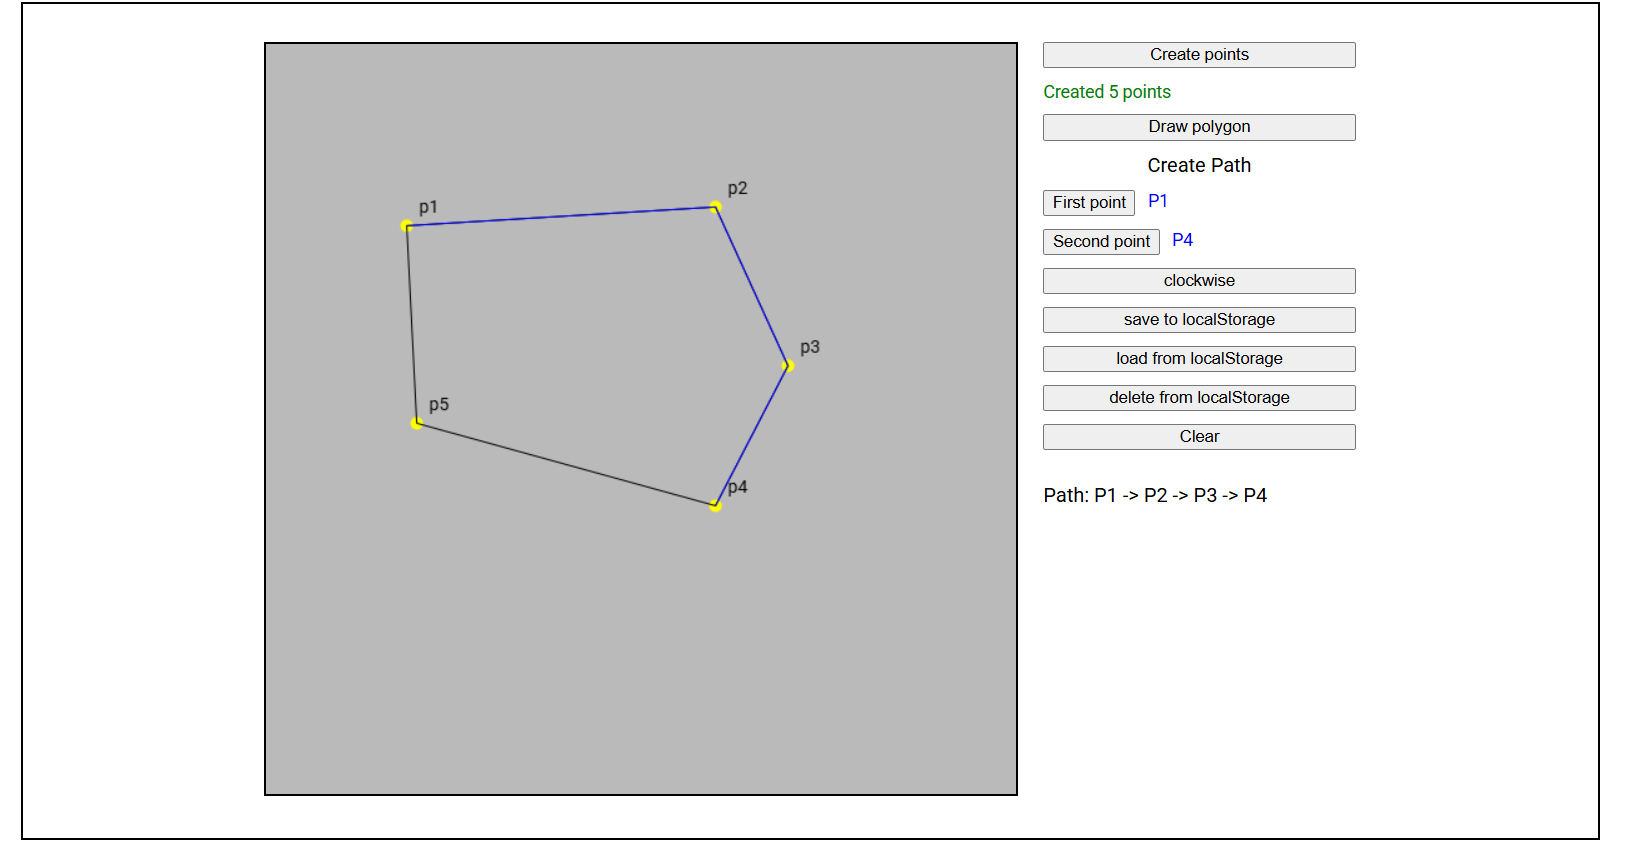 p1
p2
p3
p5
p4
Create points
Created 5 points
Draw polygon
Create Path
First point P1
Second point P4
clockwise
save to localStorage
load from localStorage
delete from localStorage
Clear
Path: P1 -> P2 -> P3 -> P4